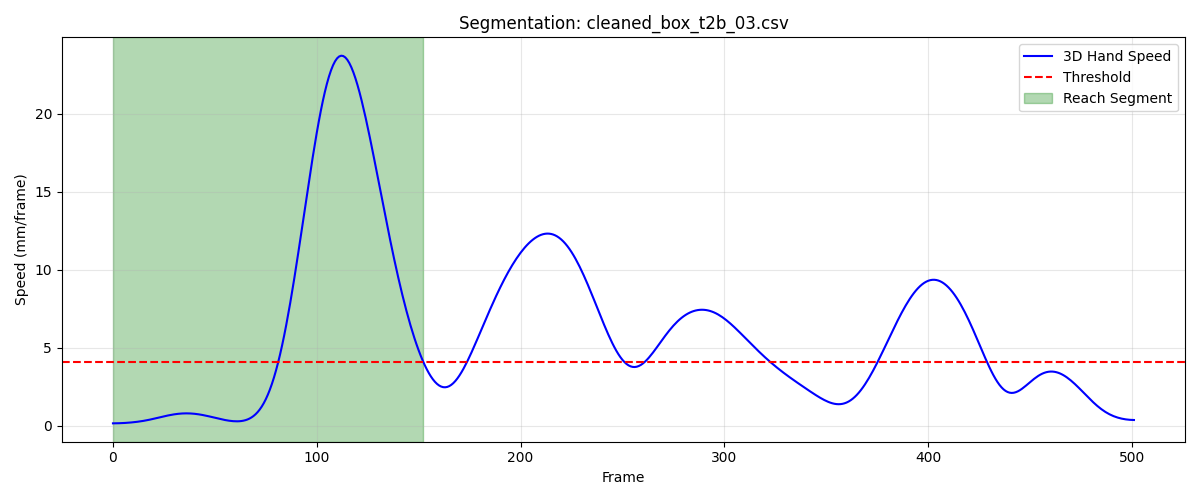 Segmentation: cleaned_box_t2b_03.csv
3D Hand Speed
Threshold
Reach Segment
Speed (mm/frame)
20
15
10
5
0
0 100 200 300 400 500
Frame